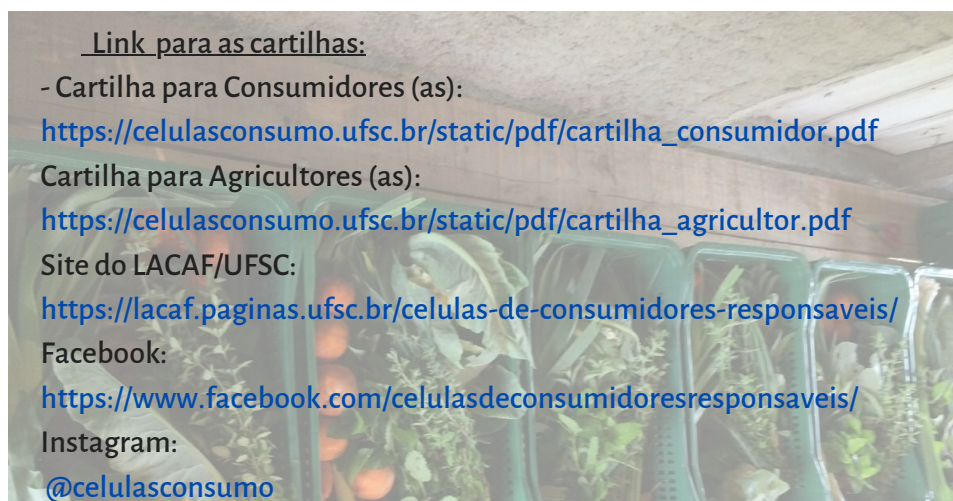 Link para as cartilhas:
- Cartilha para Consumidores (as):
https://celulasconsumo.ufsc.br/static/pdf/cartilha_consumidor.pdf
Cartilha para Agricultores (as):
https://celulasconsumo.ufsc.br/static/pdf/cartilha_agricultor.pdf
Site do LACAF/UFSC:
https://lacaf.paginas.ufsc.br/celulas-de-consumidores-responsaveis/
Facebook:
https://www.facebook.com/celulasdeconsumidoresresponsaveis/
Instagram:
@celulasconsumo